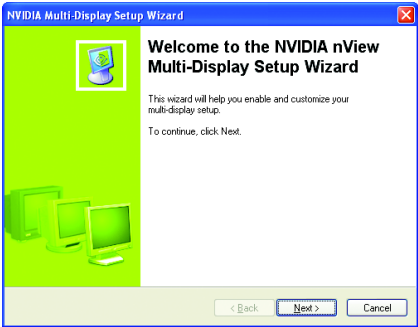 NVIDIA Multi-Display Setup Wizard
Welcome to the NVIDIA nView
Multi-Display Setup Wizard
This wizard will help you enable and customize your
multi-display setup.
To continue, click Next.
< Back
Next >
Cancel